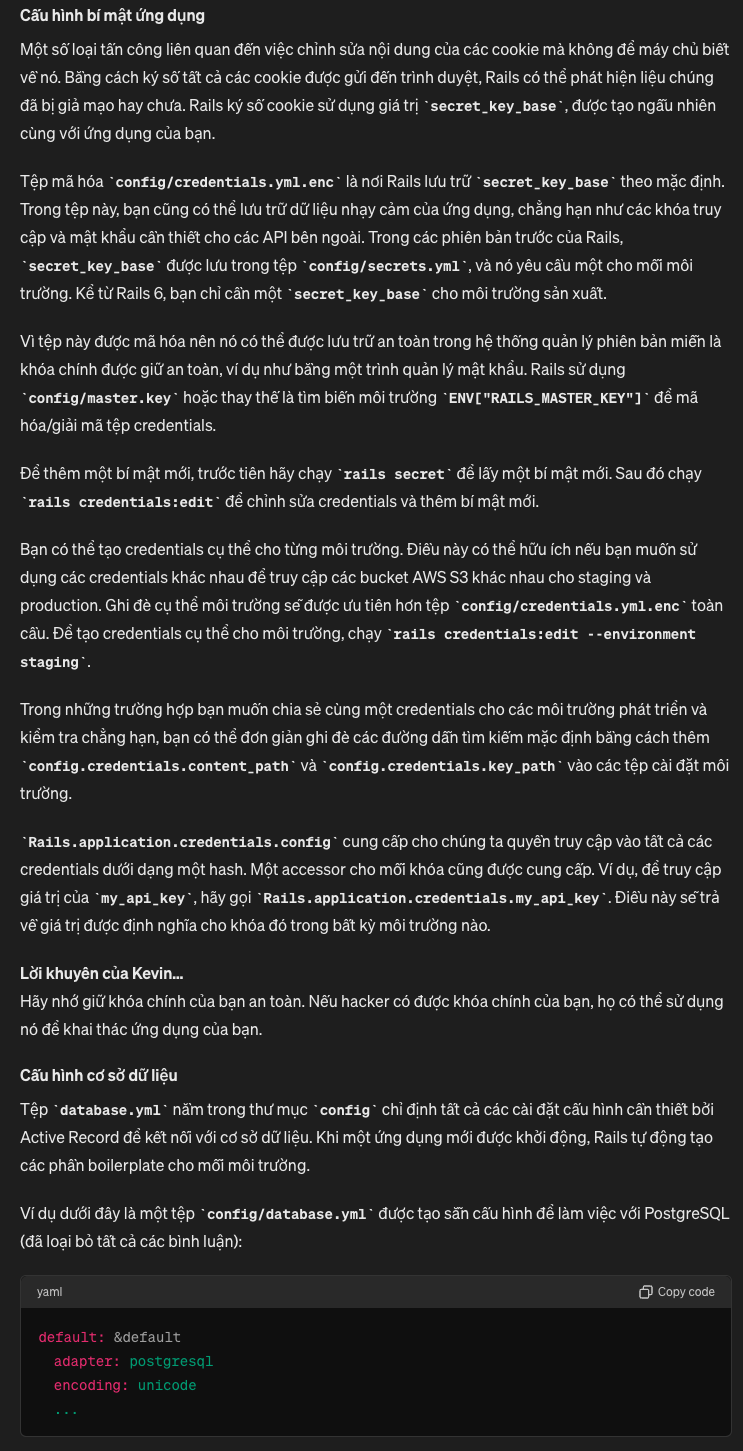 Cấu hình bí mật ứng dụng
Một số loại tấn công liên quan đến việc chỉnh sửa nội dung của các cookie mà không để máy chủ biết
về nó. Bằng cách ký số tất cả các cookie được gửi đến trình duyệt, Rails có thể phát hiện liệu chúng
đã bị giả mạo hay chưa. Rails ký số cookie sử dụng giá trị `secret_key_base`, được tạo ngẫu nhiên
cùng với ứng dụng của bạn.
Tệp mã hóa `config/credentials.yml.enc` là nơi Rails lưu trữ `secret_key_base` theo mặc định.
Trong tệp này, bạn cũng có thể lưu trữ dữ liệu nhạy cảm của ứng dụng, chẳng hạn như các khóa truy
cập và mật khẩu cần thiết cho các API bên ngoài. Trong các phiên bản trước của Rails,
`secret_key_base` được lưu trong tệp `config/secrets.yml`, và nó yêu cầu một cho mỗi môi
trường. Kể từ Rails 6, bạn chỉ cần một `secret_key_base` cho môi trường sản xuất.
Vì tệp này được mã hóa nên nó có thể được lưu trữ an toàn trong hệ thống quản lý phiên bản miễn là
khóa chính được giữ an toàn, ví dụ như bằng một trình quản lý mật khẩu. Rails sử dụng
`config/master.key` hoặc thay thế là tìm biến môi trường `ENV["RAILS_MASTER_KEY"]` để mã
hóa/giải mã tệp credentials.
Để thêm một bí mật mới, trước tiên hãy chạy `rails secret` để lấy một bí mật mới. Sau đó chạy
`rails credentials:edit` để chỉnh sửa credentials và thêm bí mật mới.
Bạn có thể tạo credentials cụ thể cho từng môi trường. Điều này có thể hữu ích nếu bạn muốn sử
dụng các credentials khác nhau để truy cập các bucket AWS S3 khác nhau cho staging và
production. Ghi đè cụ thể môi trường sẽ được ưu tiên hơn tệp `config/credentials.yml.enc` toàn
cầu. Để tạo credentials cụ thể cho môi trường, chạy `rails credentials:edit --environment
staging`.
Trong những trường hợp bạn muốn chia sẻ cùng một credentials cho các môi trường phát triển và
kiểm tra chẳng hạn, bạn có thể đơn giản ghi đè các đường dẫn tìm kiếm mặc định bằng cách thêm
`config.credentials.content_path` và `config.credentials.key_path` vào các tệp cài đặt môi
trường.
`Rails.application.credentials.config` cung cấp cho chúng ta quyền truy cập vào tất cả các
credentials dưới dạng một hash. Một accessor cho mỗi khóa cũng được cung cấp. Ví dụ, để truy cập
giá trị của `my_api_key`, hãy gọi `Rails.application.credentials.my_api_key`. Điều này sẽ trả
về giá trị được định nghĩa cho khóa đó trong bất kỳ môi trường nào.
Lời khuyên của Kevin...
Hãy nhớ giữ khóa chính của bạn an toàn. Nếu hacker có được khóa chính của bạn, họ có thể sử dụng
nó để khai thác ứng dụng của bạn.
Cấu hình cơ sở dữ liệu
Tệp `database.yml` nằm trong thư mục `config` chỉ định tất cả các cài đặt cấu hình cần thiết bởi
Active Record để kết nối với cơ sở dữ liệu. Khi một ứng dụng mới được khởi động, Rails tự động tạo
các phần boilerplate cho mỗi môi trường.
Ví dụ dưới đây là một tệp `config/database.yml` được tạo sẵn cấu hình để làm việc với PostgreSQL
(đã loại bỏ tất cả các bình luận):
yaml
Copy code
default: &default
  adapter: postgresql
  encoding: unicode
  ...